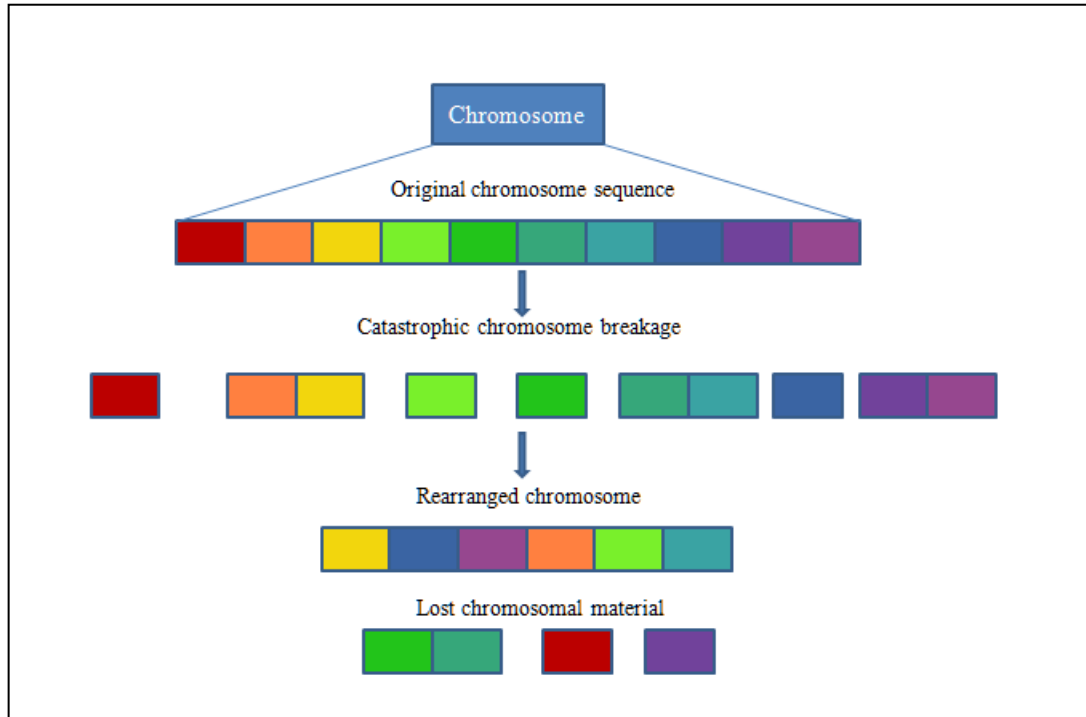 Chromosome
Original chromosome sequence
Catastrophic chromosome breakage
Rearranged chromosome
Lost chromosomal material